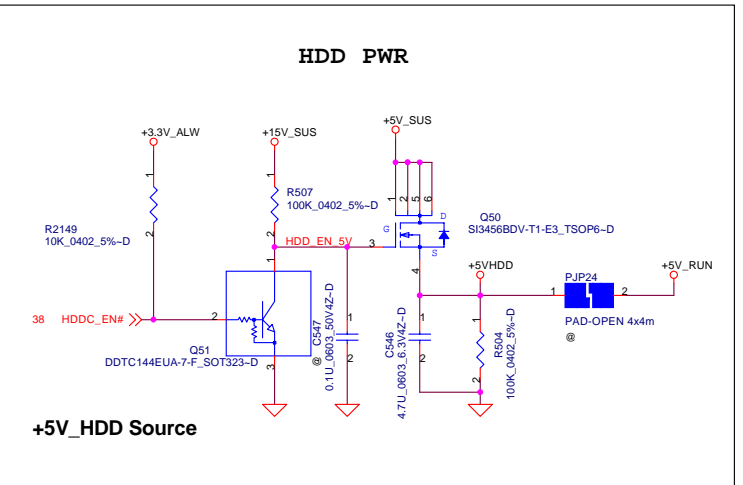 HDD PWR
+3.3V_ALW
+15V_SUS
+5V_SUS
1
2
R2149
10K_0402_5%~D
1
2
R507
100K_0402_5%~D
1
2
5
6
D
G
S
Q50
SI3456BDV-T1-E3_TSOP6~D
HDD_EN_5V
3
4
+5VHDD
PJP24
+5V_RUN
1
2
PAD-OPEN 4x4m
@
38 HDDC_EN#
2
1
3
Q51
DDTC144EUA-7-F_SOT323~D
1
2
@ C547
0.1U_0603_50V4Z~D
1
2
C546
4.7U_0603_6.3V4Z~D
1
2
R504
100K_0402_5%~D
+5V_HDD Source